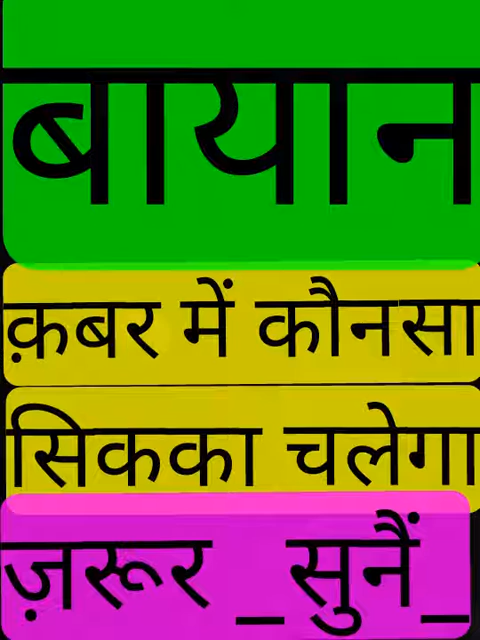 बायान
क़बर में कौनसा
सिकका चलेगा
ज़रूर _सुनैं_